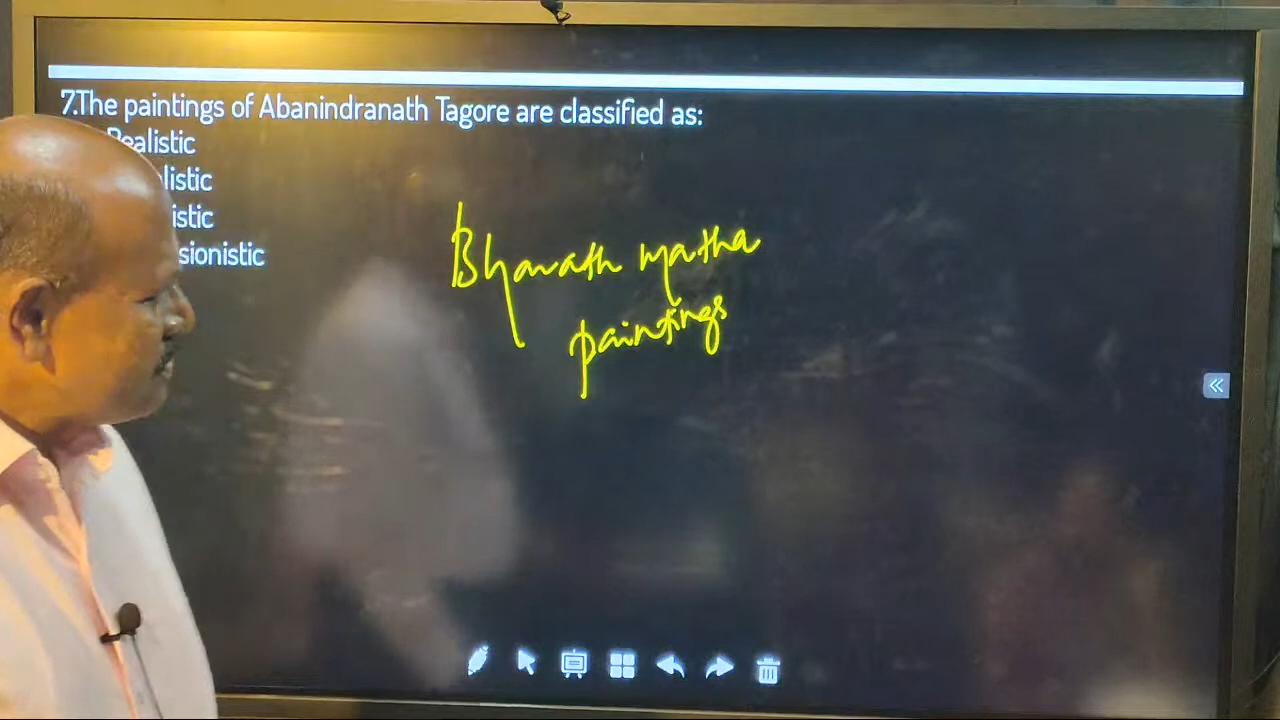 7.The paintings of Abanindranath Tagore are classified as:
Realistic
listic
istic
sionistic
Bharath matha
paintings